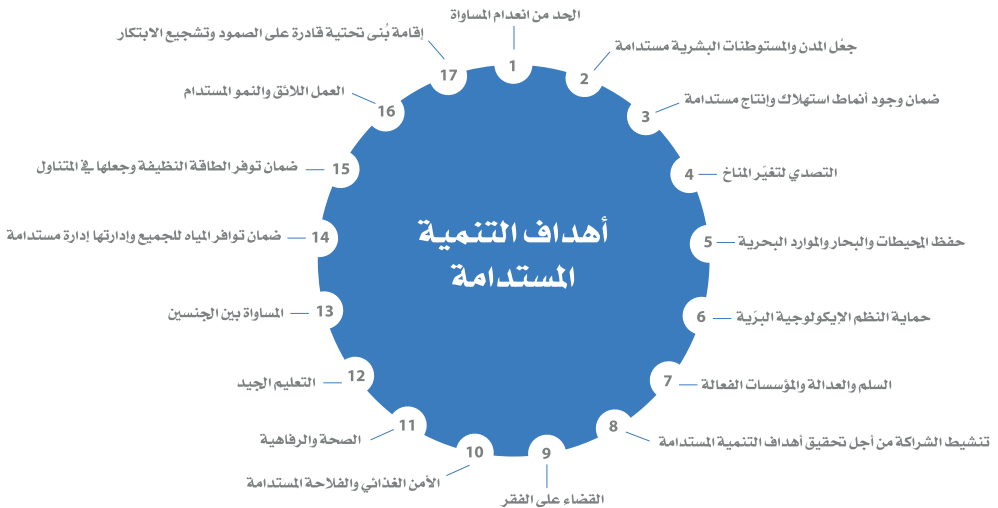 أهداف التنمية
المستدامة
1
الحد من انعدام المساواة
2
جعْل المدن والمستوطنات البشرية مستدامة
3
ضمان وجود أنماط استهلاك وإنتاج مستدامة
4
التصدي لتغيَر المناخ
5
حفظ المحيطات والبحار والموارد البحرية
6
حماية النظم الإيكولوجية البرَية
7
السلم والعدالة والمؤسسات الفعالة
8
تنشيط الشراكة من أجل تحقيق أهداف التنمية المستدامة
9
القضاء على الفقر
10
الأمن الغذائي والفلاحة المستدامة
11
الصحة والرفاهية
12
التعليم الجيد
13
المساواة بين الجنسين
14
ضمان توافر المياه للجميع وإدارتها إدارة مستدامة
15
ضمان توفر الطاقة النظيفة وجعلها في المتناول
16
العمل اللائق والنمو المستدام
17
إقامة بُنى تحتية قادرة على الصمود وتشجيع الابتكار